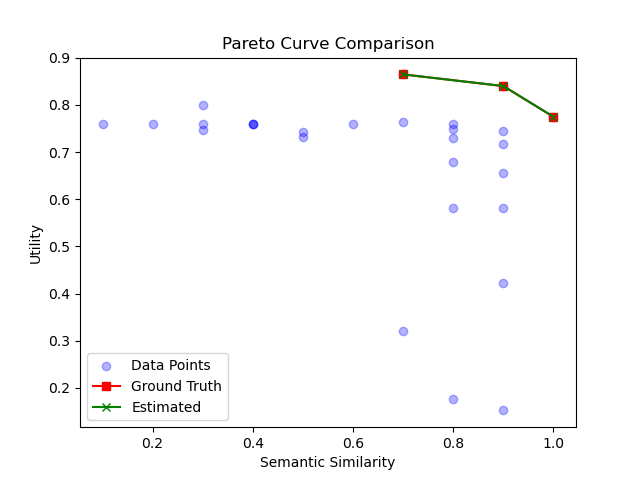 Pareto Curve Comparison
0.9
0.8
0.7
0.6
0.5
0.4
0.3
0.2
Utility
Data Points
Ground Truth
Estimated
0.2 0.4 0.6 0.8 1.0
Semantic Similarity